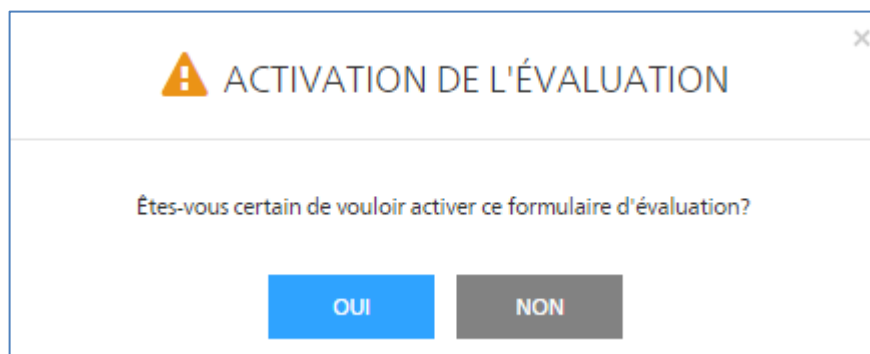 ACTIVATION DE L'ÉVALUATION
Êtes-vous certain de vouloir activer ce formulaire d'évaluation?
OUI
NON